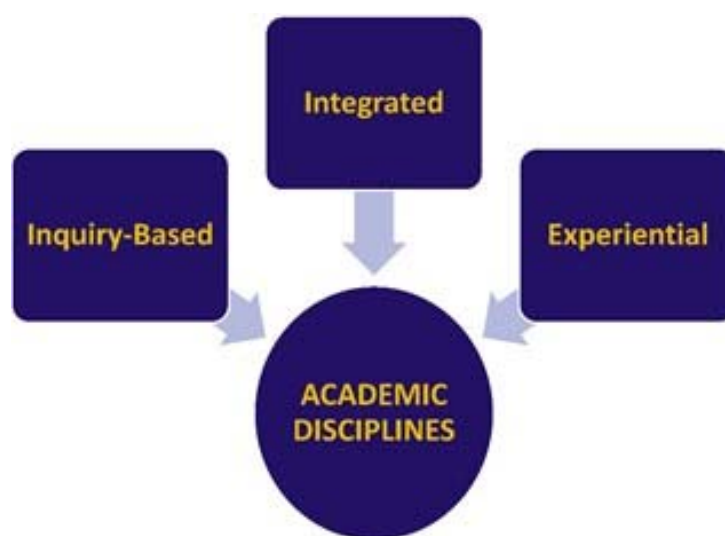 Integrated
Inquiry-Based
Experiential
ACADEMIC
DISCIPLINES